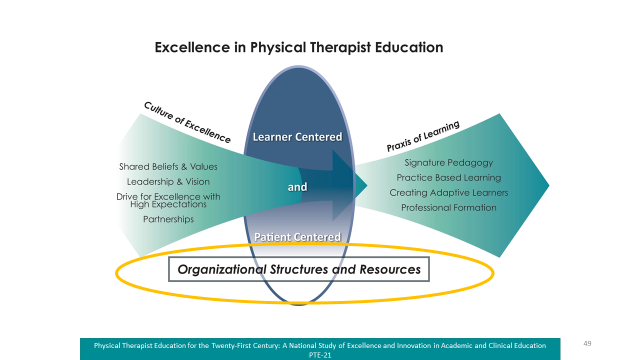 Excellence in Physical Therapist Education
Culture of Excellence
Shared Beliefs & Values
Leadership & Vision
Drive for Excellence with
High Expectations
Partnerships
Learner Centered
and
Patient Centered
Praxis of Learning
Signature Pedagogy
Practice Based Learning
Creating Adaptive Learners
Professional Formation
Organizational Structures and Resources
Physical Therapist Education for the Twenty-First Century: A National Study of Excellence and Innovation in Academic and Clinical Education
PTE-21
49